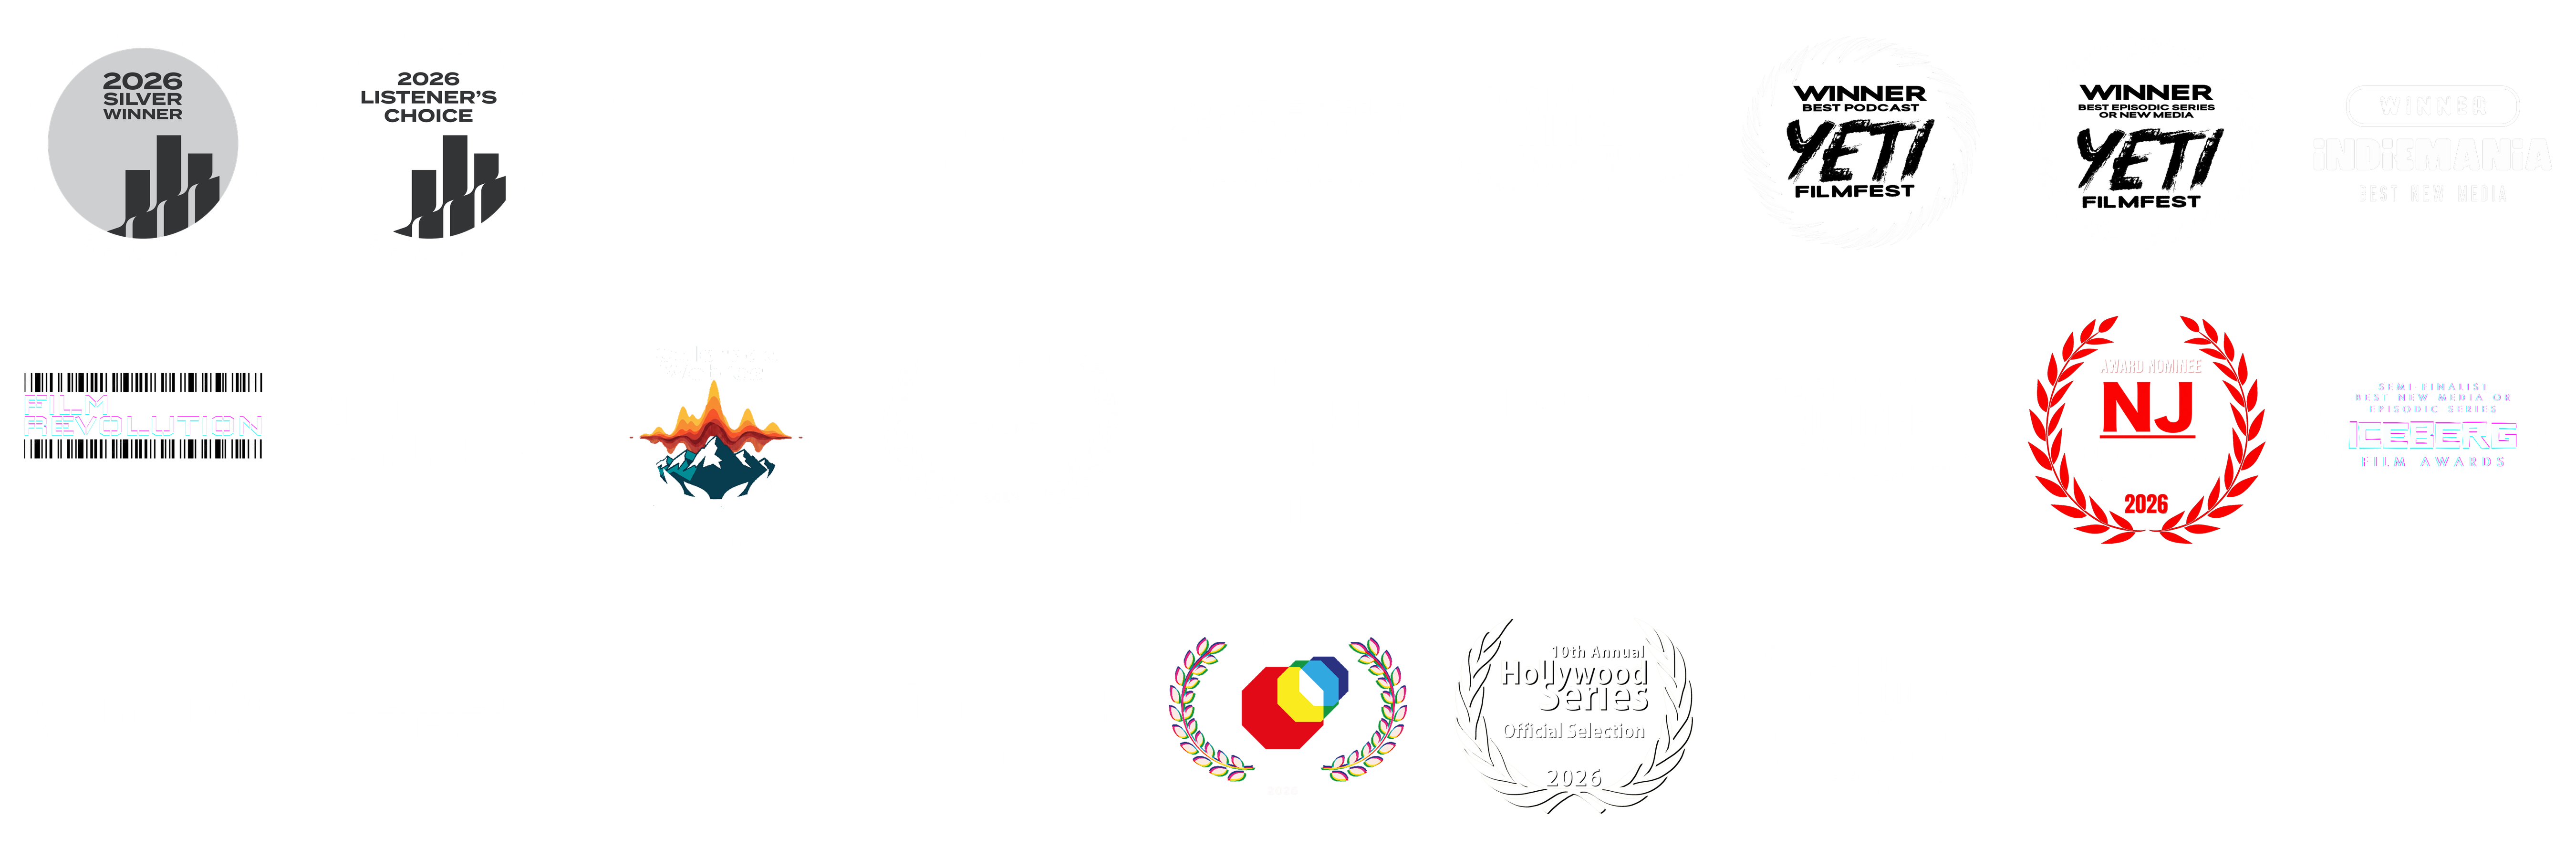 2026
SILVER
WINNER
2026
LISTENER'S
CHOICE
WINNER
BEST PODCAST
YETI
FILMFEST
WINNER
BEST EPISODIC SERIES
OR NEW MEDIA
YETI
FILMFEST
WINNER
iNDiEMANiA
BEST NEW MEDIA
FILM
REVOLUTION
AWARD NOMINEE
NJ
2026
SEMI FINALIST
BEST NEW MEDIA OR
EPISODIC SERIES
ICEBERG
FILM AWARDS
10th Annual
Hollywood
Series
Official Selection
2026